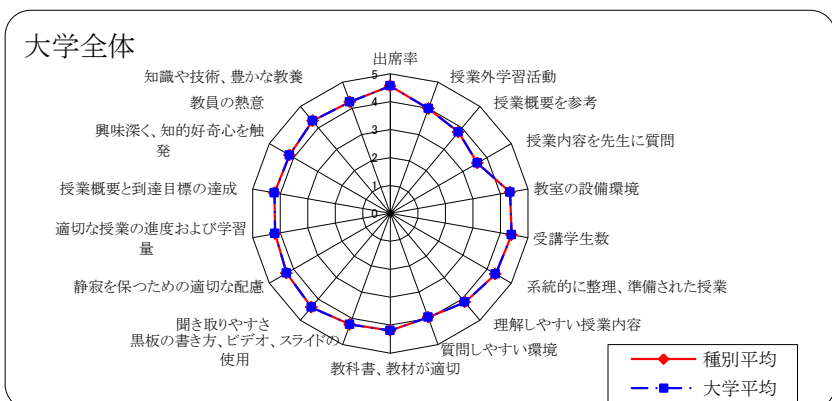 大学全体
出席率
授業外学習活動
授業概要を参考
授業内容を先生に質問
教室の設備環境
受講学生数
系統的に整理、準備された授業
理解しやすい授業内容
質問しやすい環境
教科書、教材が適切
黒板の書き方、ビデオ、スライドの
使用
聞き取りやすさ
静寂を保つための適切な配慮
適切な授業の進度および学習
量
授業概要と到達目標の達成
興味深く、知的好奇心を触
発
教員の熱意
知識や技術、豊かな教養
5
4
3
2
1
0
種別平均
大学平均